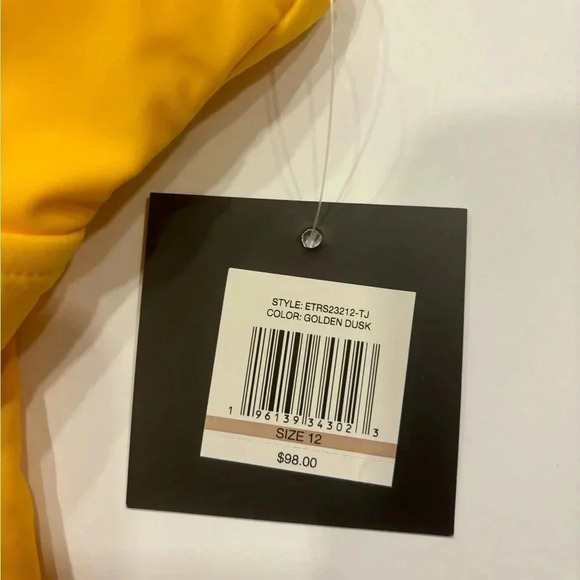 STYLE: ETRS23212-TJ
COLOR: GOLDEN DUSK
1 96139 34302 3
SIZE 12
$98.00